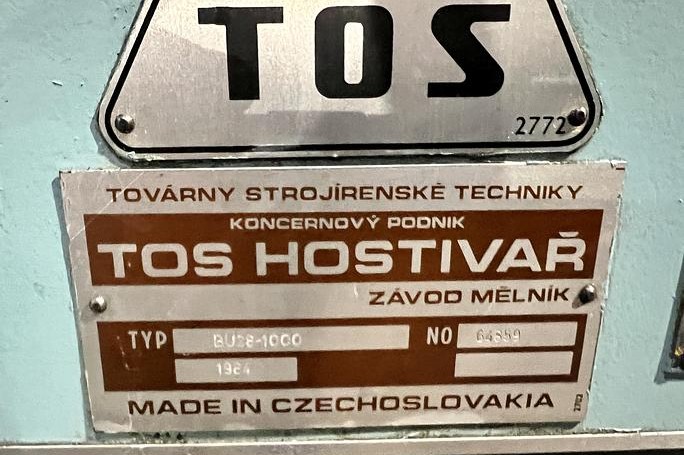 TOS
2772
TOVÁRNY STROJÍRENSKÉ TECHNIKY
KONCERNOVÝ PODNIK
TOS HOSTIVAŘ
ZÁVOD MĚLNÍK
TYP BU28-1000 NO 64859
1984
MADE IN CZECHOSLOVAKIA